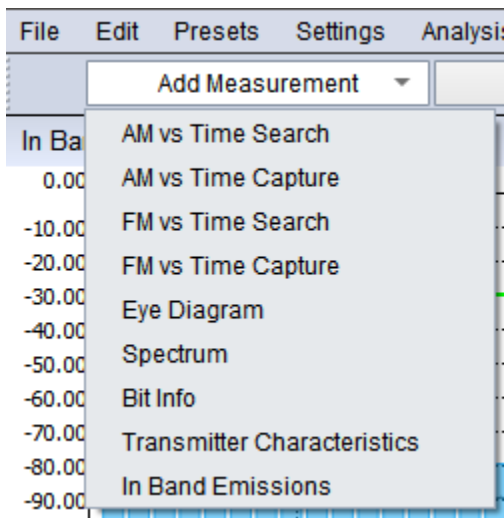 File Edit Presets Settings Analysis
Add Measurement
In Ba
AM vs Time Search
0.00
AM vs Time Capture
-10.00
FM vs Time Search
-20.00
FM vs Time Capture
-30.00
Eye Diagram
-40.00
Spectrum
-50.00
Bit Info
-60.00
Transmitter Characteristics
-70.00
In Band Emissions
-80.00
-90.00